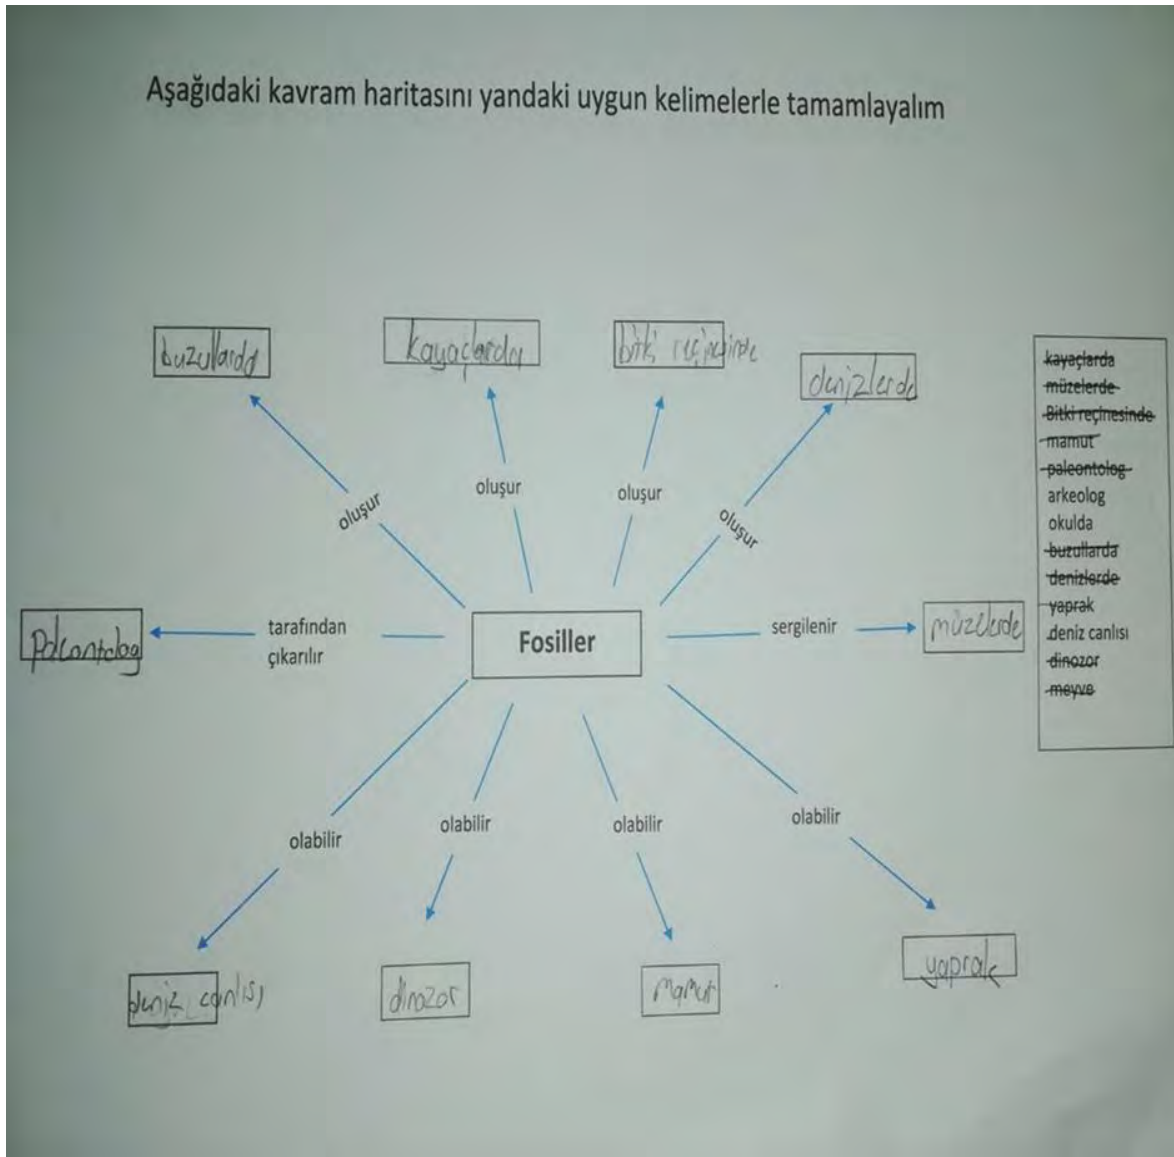 Aşağıdaki kavram haritasını yandaki uygun kelimelerle tamamlayalım
buzullarda
kayaçlarda
bitki reçinesinde
denizlerde
oluşur
oluşur
oluşur
oluşur
Paleontolog
tarafından
çıkarılır
Fosiller
sergilenir
müzelerde
kayaçlarda
müzelerde
Bitki reçinesinde
mamut
paleontolog
arkeolog
okulda
buzullarda
denizlerde
yaprak
deniz canlısı
dinozor
meyve
olabilir
olabilir
olabilir
olabilir
deniz canlısı
dinozor
mamut
yaprak